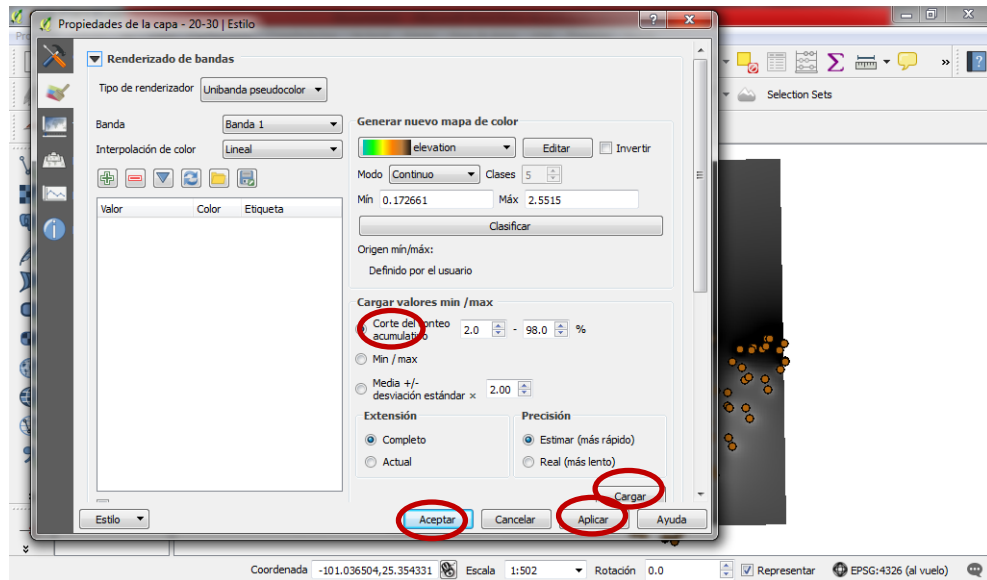 Propiedades de la capa - 20-30 | Estilo
Renderizado de bandas
Tipo de renderizador Unibanda pseudocolor
Banda Banda 1
Interpolación de color Lineal
Valor Color Etiqueta
Generar nuevo mapa de color
elevation Editar Invertir
Modo Continuo Clases 5
Mín 0.172661 Máx 2.5515
Clasificar
Origen mín/máx:
Definido por el usuario
Cargar valores min /max
Corte del conteo
acumulativo 2.0 - 98.0 %
Min / max
Media +/-
desviación estándar × 2.00
Extensión Precisión
Completo Estimar (más rápido)
Actual Real (más lento)
Cargar
Estilo Aceptar Cancelar Aplicar Ayuda
Selection Sets
Coordenada -101.036504,25.354331 Escala 1:502 Rotación 0.0 Representar EPSG:4326 (al vuelo)